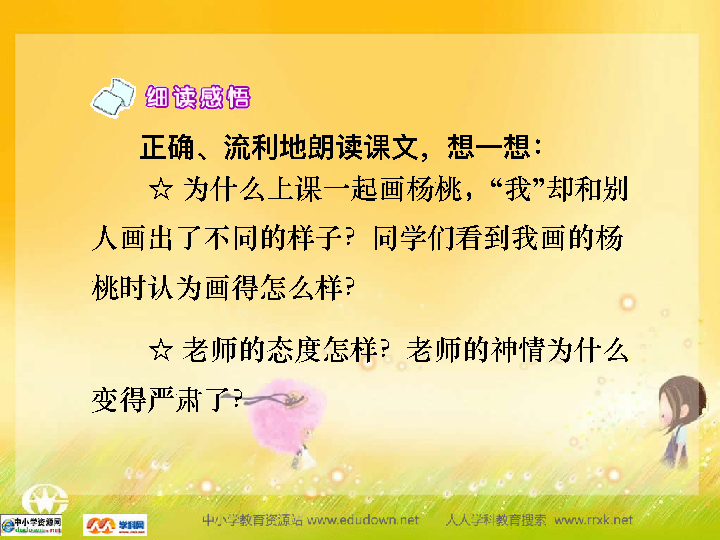 细读感悟
正确、流利地朗读课文，想一想：
☆ 为什么上课一起画杨桃，“我”却和别
人画出了不同的样子？同学们看到我画的杨
桃时认为画得怎么样？
☆ 老师的态度怎样？老师的神情为什么
变得严肃了？
中小学资源网
学科网
中小学教育资源站 www.edudown.net 人人学科教育搜索 www.rrxk.net